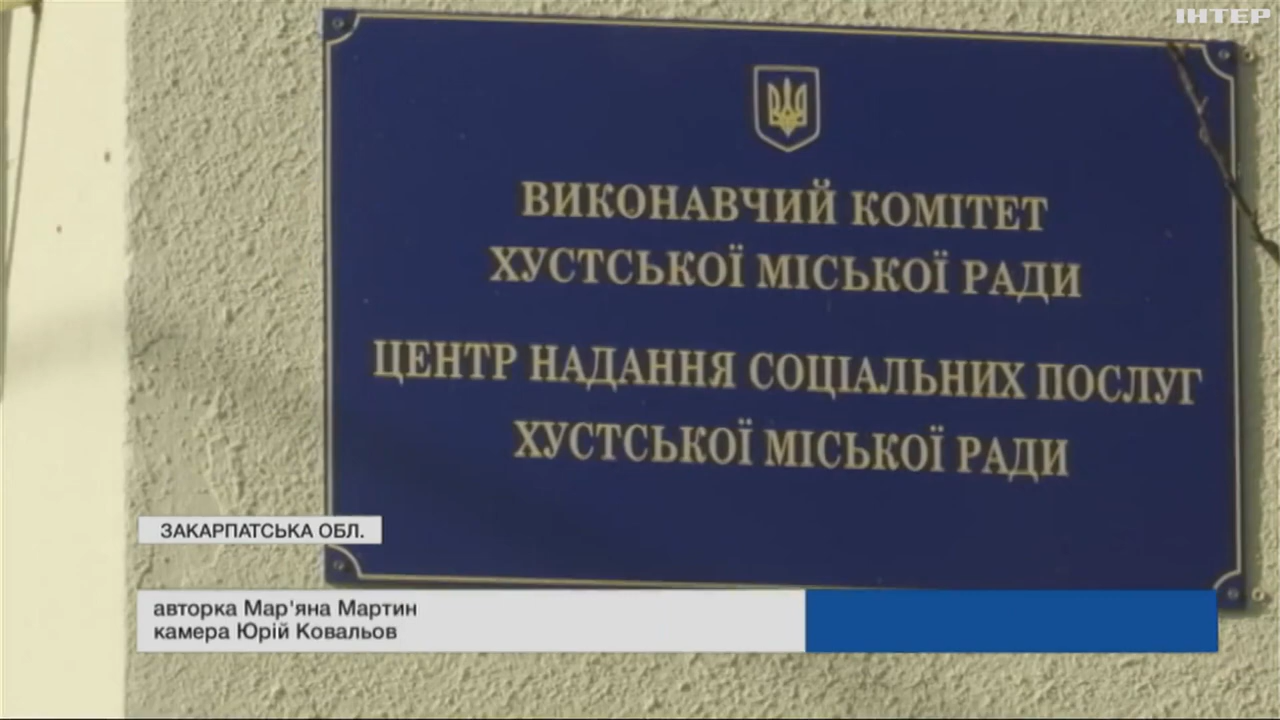 ІНТЕР
ВИКОНАВЧИЙ КОМІТЕТ
ХУСТСЬКОЇ МІСЬКОЇ РАДИ
ЦЕНТР НАДАННЯ СОЦІАЛЬНИХ ПОСЛУГ
ХУСТСЬКОЇ МІСЬКОЇ РАДИ
ЗАКАРПАТСЬКА ОБЛ.
авторка Мар'яна Мартин
камера Юрій Ковальов